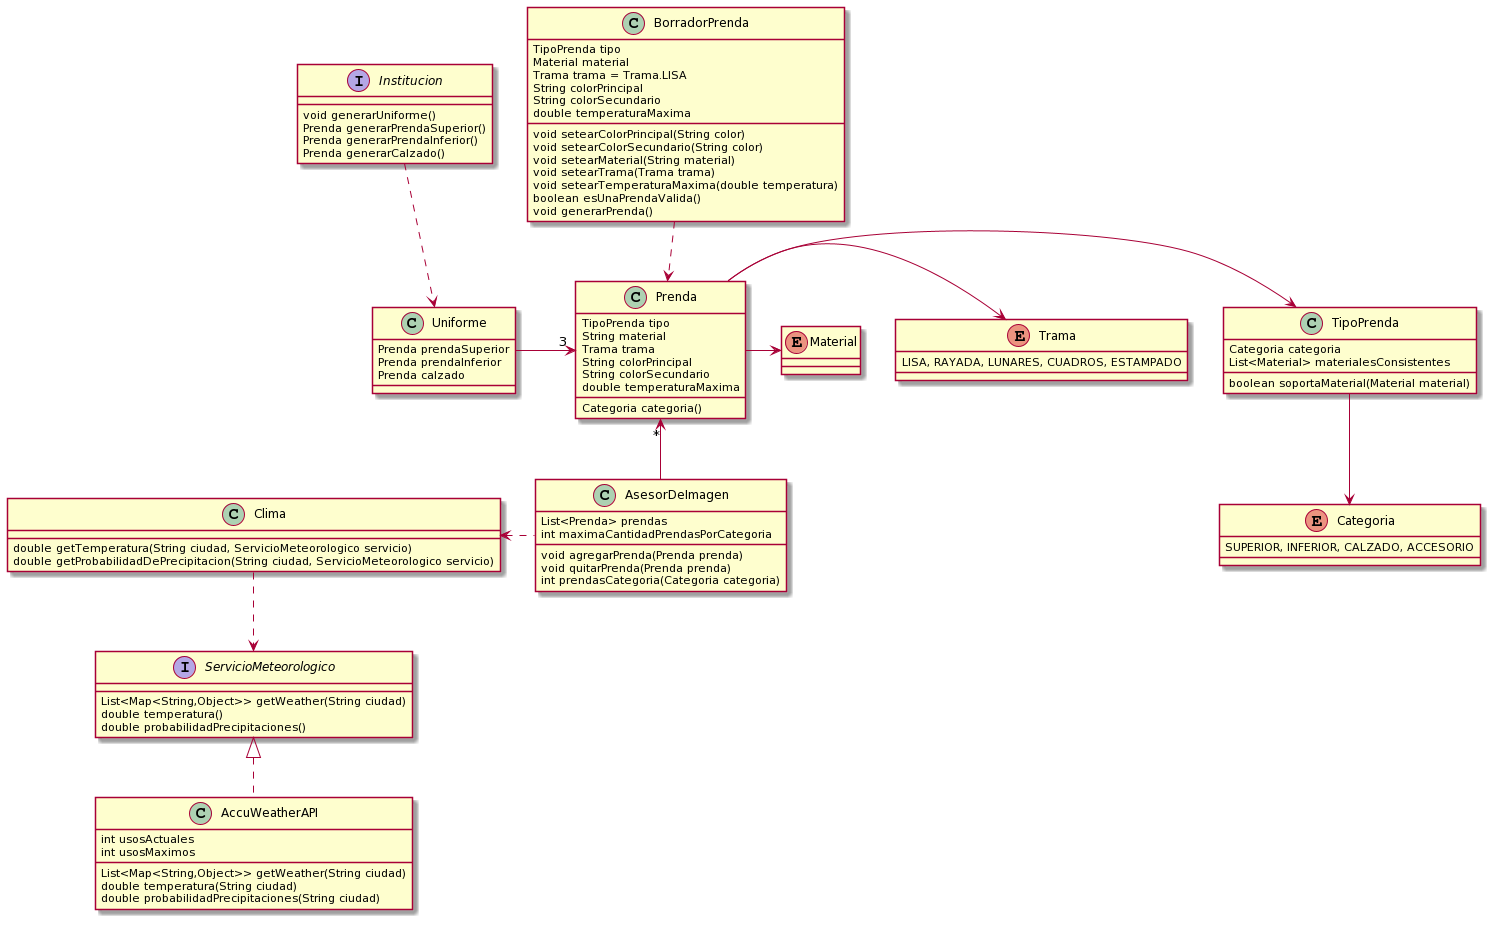 C BorradorPrenda
TipoPrenda tipo
Material material
Trama trama = Trama.LISA
String colorPrincipal
String colorSecundario
double temperaturaMaxima
void setearColorPrincipal(String color)
void setearColorSecundario(String color)
void setearMaterial(String material)
void setearTrama(Trama trama)
void setearTemperaturaMaxima(double temperatura)
boolean esUnaPrendaValida()
void generarPrenda()
I Institucion
void generarUniforme()
Prenda generarPrendaSuperior()
Prenda generarPrendaInferior()
Prenda generarCalzado()
C Uniforme
Prenda prendaSuperior
Prenda prendaInferior
Prenda calzado
3
C Prenda
TipoPrenda tipo
String material
Trama trama
String colorPrincipal
String colorSecundario
double temperaturaMaxima
Categoria categoria()
E Material
E Trama
LISA, RAYADA, LUNARES, CUADROS, ESTAMPADO
C TipoPrenda
Categoria categoria
List<Material> materialesConsistentes
boolean soportaMaterial(Material material)
*
C Clima
double getTemperatura(String ciudad, ServicioMeteorologico servicio)
double getProbabilidadDePrecipitacion(String ciudad, ServicioMeteorologico servicio)
C AsesorDeImagen
List<Prenda> prendas
int maximaCantidadPrendasPorCategoria
void agregarPrenda(Prenda prenda)
void quitarPrenda(Prenda prenda)
int prendasCategoria(Categoria categoria)
E Categoria
SUPERIOR, INFERIOR, CALZADO, ACCESORIO
I ServicioMeteorologico
List<Map<String,Object>> getWeather(String ciudad)
double temperatura()
double probabilidadPrecipitaciones()
C AccuWeatherAPI
int usosActuales
int usosMaximos
List<Map<String,Object>> getWeather(String ciudad)
double temperatura(String ciudad)
double probabilidadPrecipitaciones(String ciudad)